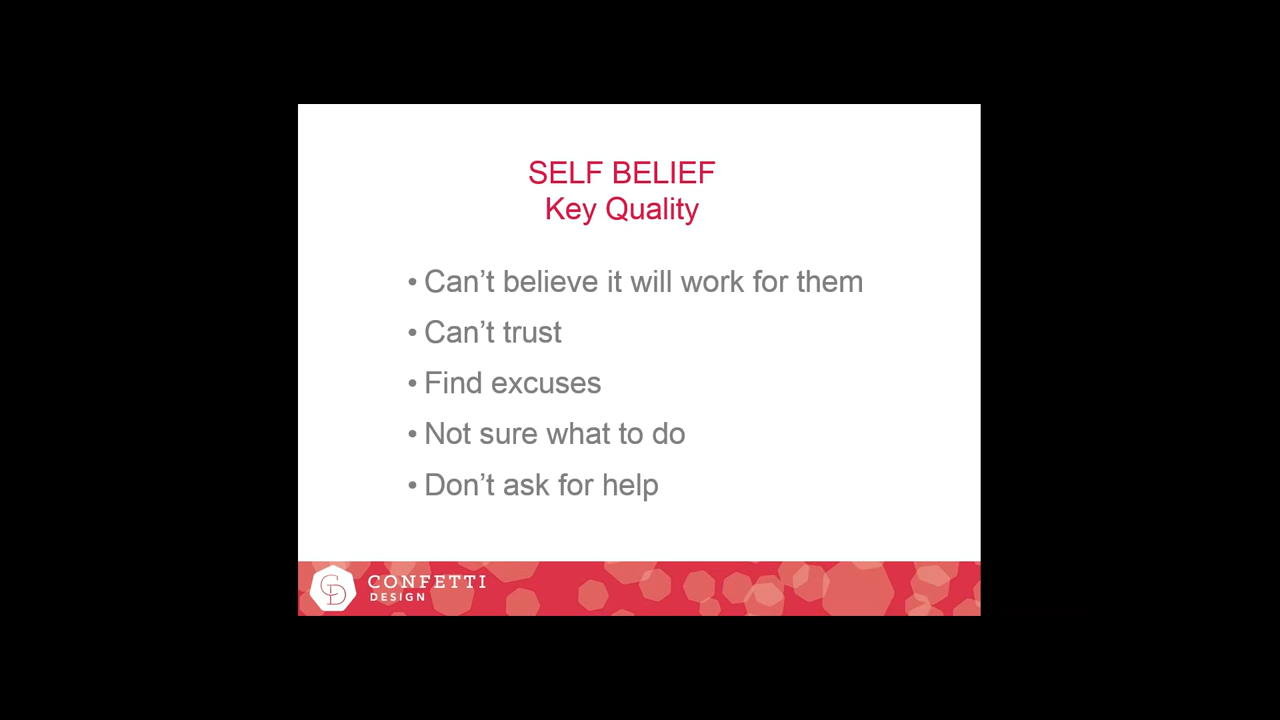 SELF BELIEF
Key Quality
• Can’t believe it will work for them
• Can’t trust
• Find excuses
• Not sure what to do
• Don’t ask for help
CD
CONFETTI
DESIGN